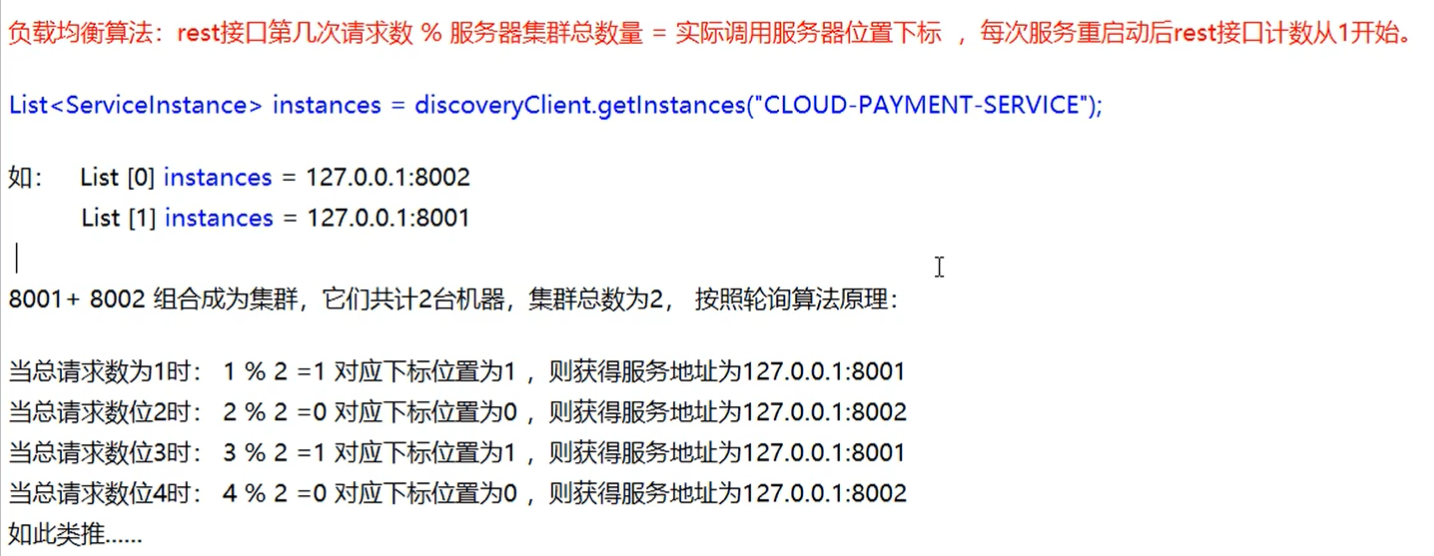 负载均衡算法：rest接口第几次请求数 % 服务器集群总数量 = 实际调用服务器位置下标 ，每次服务重启动后rest接口计数从1开始。
List<ServiceInstance> instances = discoveryClient.getInstances("CLOUD-PAYMENT-SERVICE");
如： List [0] instances = 127.0.0.1:8002
List [1] instances = 127.0.0.1:8001
8001+ 8002 组合成为集群，它们共计2台机器，集群总数为2， 按照轮询算法原理：
当总请求数为1时： 1 % 2 =1 对应下标位置为1 ，则获得服务地址为127.0.0.1:8001
当总请求数位2时： 2 % 2 =0 对应下标位置为0 ，则获得服务地址为127.0.0.1:8002
当总请求数位3时： 3 % 2 =1 对应下标位置为1 ，则获得服务地址为127.0.0.1:8001
当总请求数位4时： 4 % 2 =0 对应下标位置为0 ，则获得服务地址为127.0.0.1:8002
如此类推......